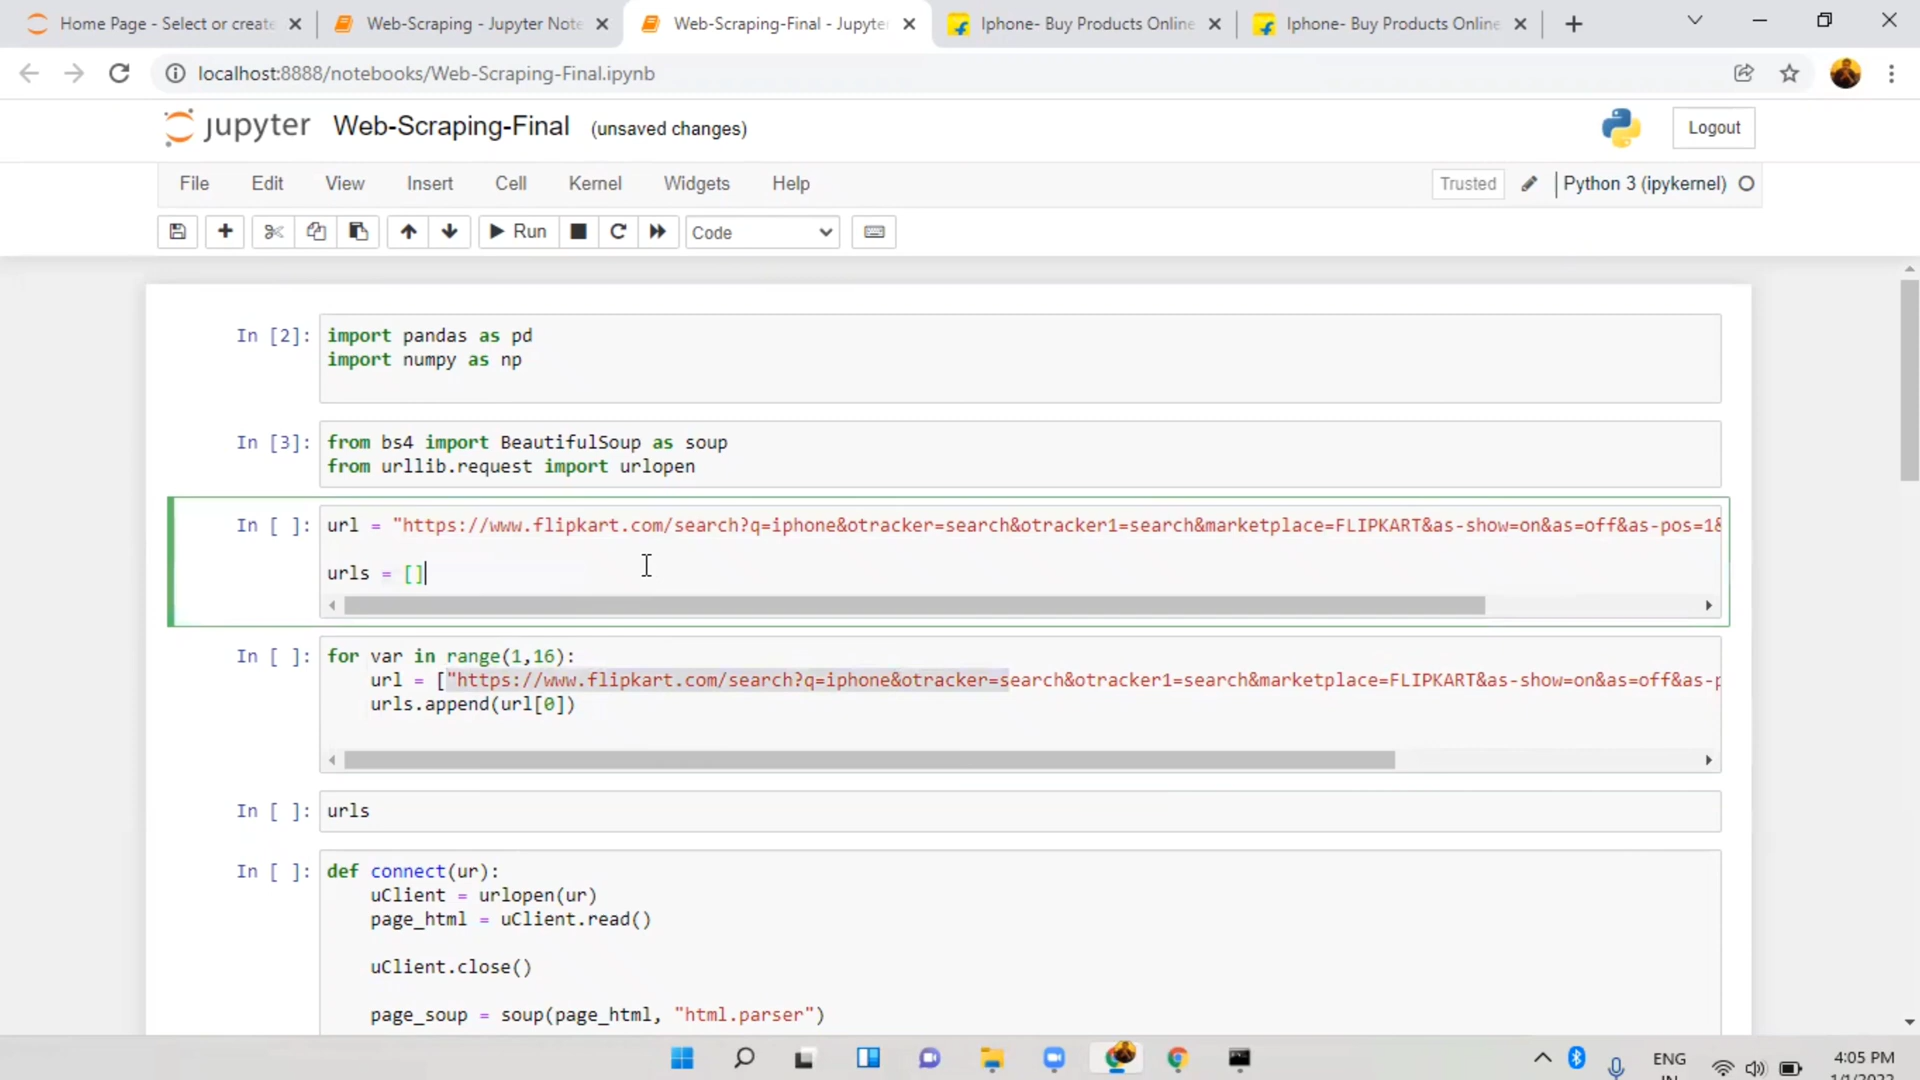 Home Page - Select or create
Web-Scraping - Jupyter Note
Web-Scraping-Final - Jupyter
Iphone- Buy Products Online
Iphone- Buy Products Online
localhost:8888/notebooks/Web-Scraping-Final.ipynb
jupyter Web-Scraping-Final (unsaved changes)
Logout
File Edit View Insert Cell Kernel Widgets Help
Trusted Python 3 (ipykernel)
Run Code
In [2]: import pandas as pd
import numpy as np
In [3]: from bs4 import BeautifulSoup as soup
from urllib.request import urlopen
In [ ]: url = "https://www.flipkart.com/search?q=iphone&otracker=search&otracker1=search&marketplace=FLIPKART&as-show=on&as=off&as-pos=1&
urls = []
In [ ]: for var in range(1,16):
url = ["https://www.flipkart.com/search?q=iphone&otracker=search&otracker1=search&marketplace=FLIPKART&as-show=on&as=off&as-p
urls.append(url[0])
In [ ]: urls
In [ ]: def connect(ur):
uClient = urlopen(ur)
page_html = uClient.read()
uClient.close()
page_soup = soup(page_html, "html.parser")
ENG
4:05 PM